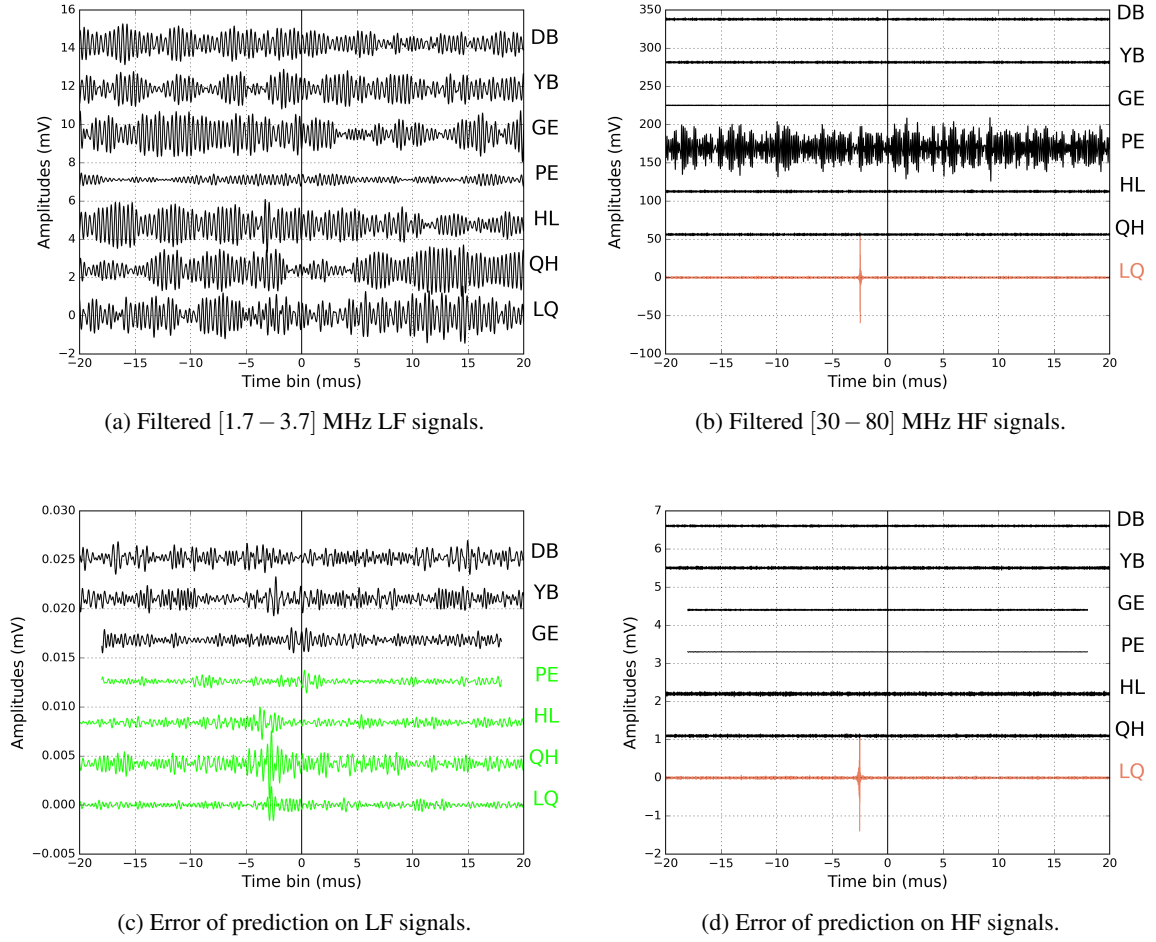 16
14
12
10
8
6
4
2
0
−2
Amplitudes (mV)
DB
YB
GE
PE
HL
QH
LQ
−20 −15 −10 −5 0 5 10 15 20
Time bin (mus)
(a) Filtered [1.7 − 3.7] MHz LF signals.
350
300
250
200
150
100
50
0
−50
−100
Amplitudes (mV)
DB
YB
GE
PE
HL
QH
LQ
−20 −15 −10 −5 0 5 10 15 20
Time bin (mus)
(b) Filtered [30 − 80] MHz HF signals.
0.030
0.025
0.020
0.015
0.010
0.005
0.000
−0.005
Amplitudes (mV)
DB
YB
GE
PE
HL
QH
LQ
−20 −15 −10 −5 0 5 10 15 20
Time bin (mus)
(c) Error of prediction on LF signals.
7
6
5
4
3
2
1
0
−1
−2
Amplitudes (mV)
DB
YB
GE
PE
HL
QH
LQ
−20 −15 −10 −5 0 5 10 15 20
Time bin (mus)
(d) Error of prediction on HF signals.